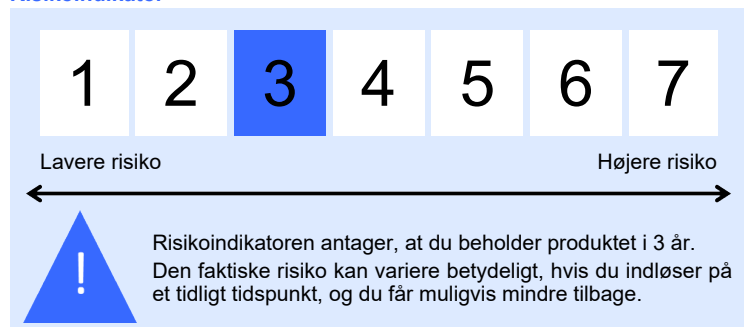 Risikoindikator
1 2 3 4 5 6 7
Lavere risiko Højere risiko
!
Risikoindikatoren antager, at du beholder produktet i 3 år.
Den faktiske risiko kan variere betydeligt, hvis du indløser på
et tidligt tidspunkt, og du får muligvis mindre tilbage.